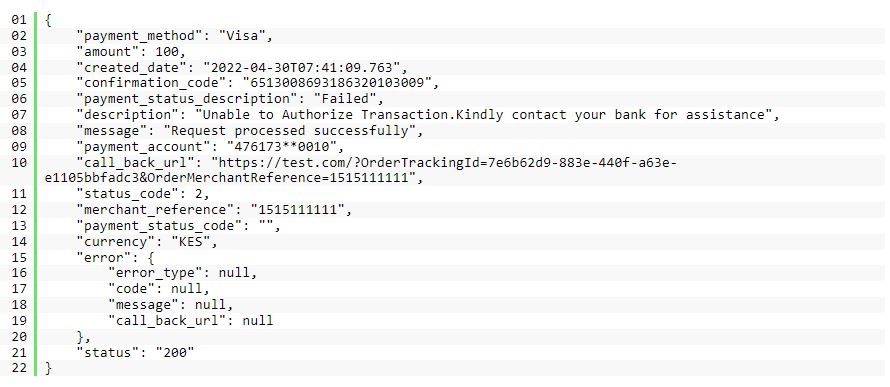 01 {
02     "payment_method": "Visa",
03     "amount": 100,
04     "created_date": "2022-04-30T07:41:09.763",
05     "confirmation_code": "6513008693186320103009",
06     "payment_status_description": "Failed",
07     "description": "Unable to Authorize Transaction.Kindly contact your bank for assistance",
08     "message": "Request processed successfully",
09     "payment_account": "476173**0010",
10     "call_back_url": "https://test.com/?OrderTrackingId=7e6b62d9-883e-440f-a63e-
e1105bbfadc3&OrderMerchantReference=1515111111",
11     "status_code": 2,
12     "merchant_reference": "1515111111",
13     "payment_status_code": "",
14     "currency": "KES",
15     "error": {
16         "error_type": null,
17         "code": null,
18         "message": null,
19         "call_back_url": null
20     },
21     "status": "200"
22 }